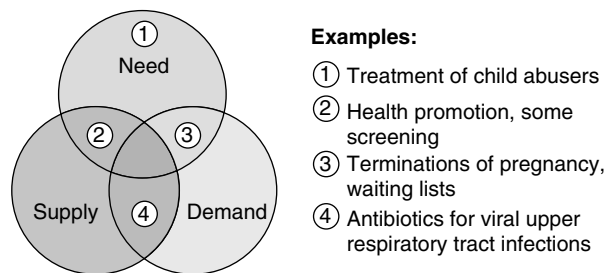 1
Need
2
3
Supply
4
Demand
Examples:
1 Treatment of child abusers
2 Health promotion, some
screening
3 Terminations of pregnancy,
waiting lists
4 Antibiotics for viral upper
respiratory tract infections